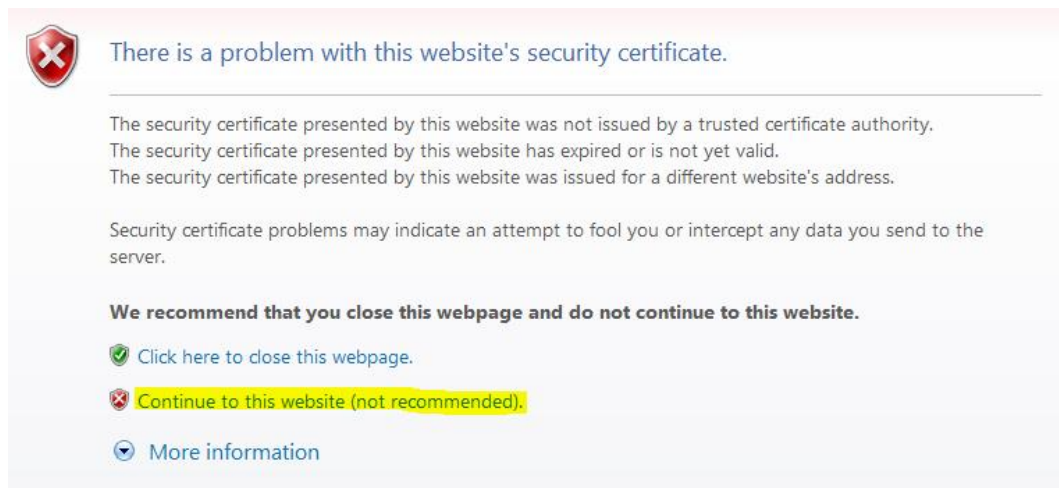 There is a problem with this website's security certificate.
The security certificate presented by this website was not issued by a trusted certificate authority.
The security certificate presented by this website has expired or is not yet valid.
The security certificate presented by this website was issued for a different website's address.
Security certificate problems may indicate an attempt to fool you or intercept any data you send to the
server.
We recommend that you close this webpage and do not continue to this website.
Click here to close this webpage.
Continue to this website (not recommended).
More information